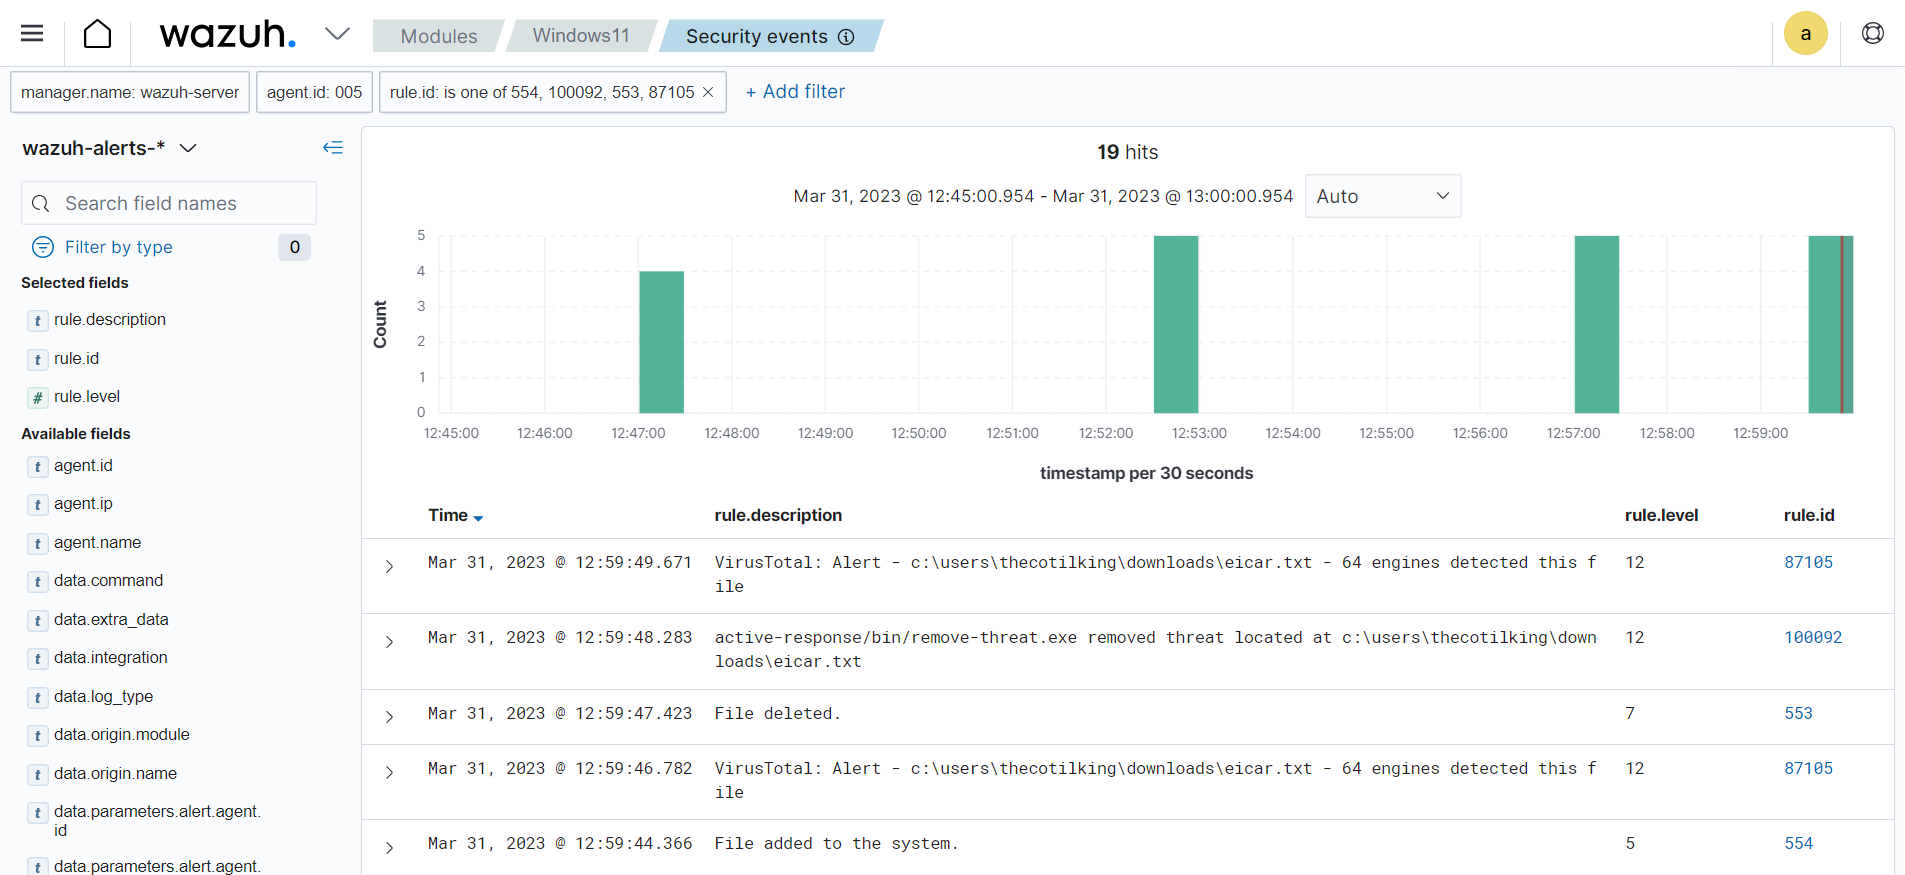 wazuh.
Modules
Windows11
Security events
a
manager.name: wazuh-server
agent.id: 005
rule.id: is one of 554, 100092, 553, 87105
+ Add filter
wazuh-alerts-*
Search field names
Filter by type
0
Selected fields
t rule.description
t rule.id
# rule.level
Available fields
t agent.id
t agent.ip
t agent.name
t data.command
t data.extra_data
t data.integration
t data.log_type
t data.origin.module
t data.origin.name
t data.parameters.alert.agent.
id
t data.parameters.alert.agent.
19 hits
Mar 31, 2023 @ 12:45:00.954 - Mar 31, 2023 @ 13:00:00.954
Auto
5
4
3
2
1
0
Count
12:45:00 12:46:00 12:47:00 12:48:00 12:49:00 12:50:00 12:51:00 12:52:00 12:53:00 12:54:00 12:55:00 12:56:00 12:57:00 12:58:00 12:59:00
timestamp per 30 seconds
Time rule.description rule.level rule.id
Mar 31, 2023 @ 12:59:49.671 VirusTotal: Alert - c:\users\thecotilking\downloads\eicar.txt - 64 engines detected this f 12 87105
ile
Mar 31, 2023 @ 12:59:48.283 active-response/bin/remove-threat.exe removed threat located at c:\users\thecotilking\down 12 100092
loads\eicar.txt
Mar 31, 2023 @ 12:59:47.423 File deleted. 7 553
Mar 31, 2023 @ 12:59:46.782 VirusTotal: Alert - c:\users\thecotilking\downloads\eicar.txt - 64 engines detected this f 12 87105
ile
Mar 31, 2023 @ 12:59:44.366 File added to the system. 5 554